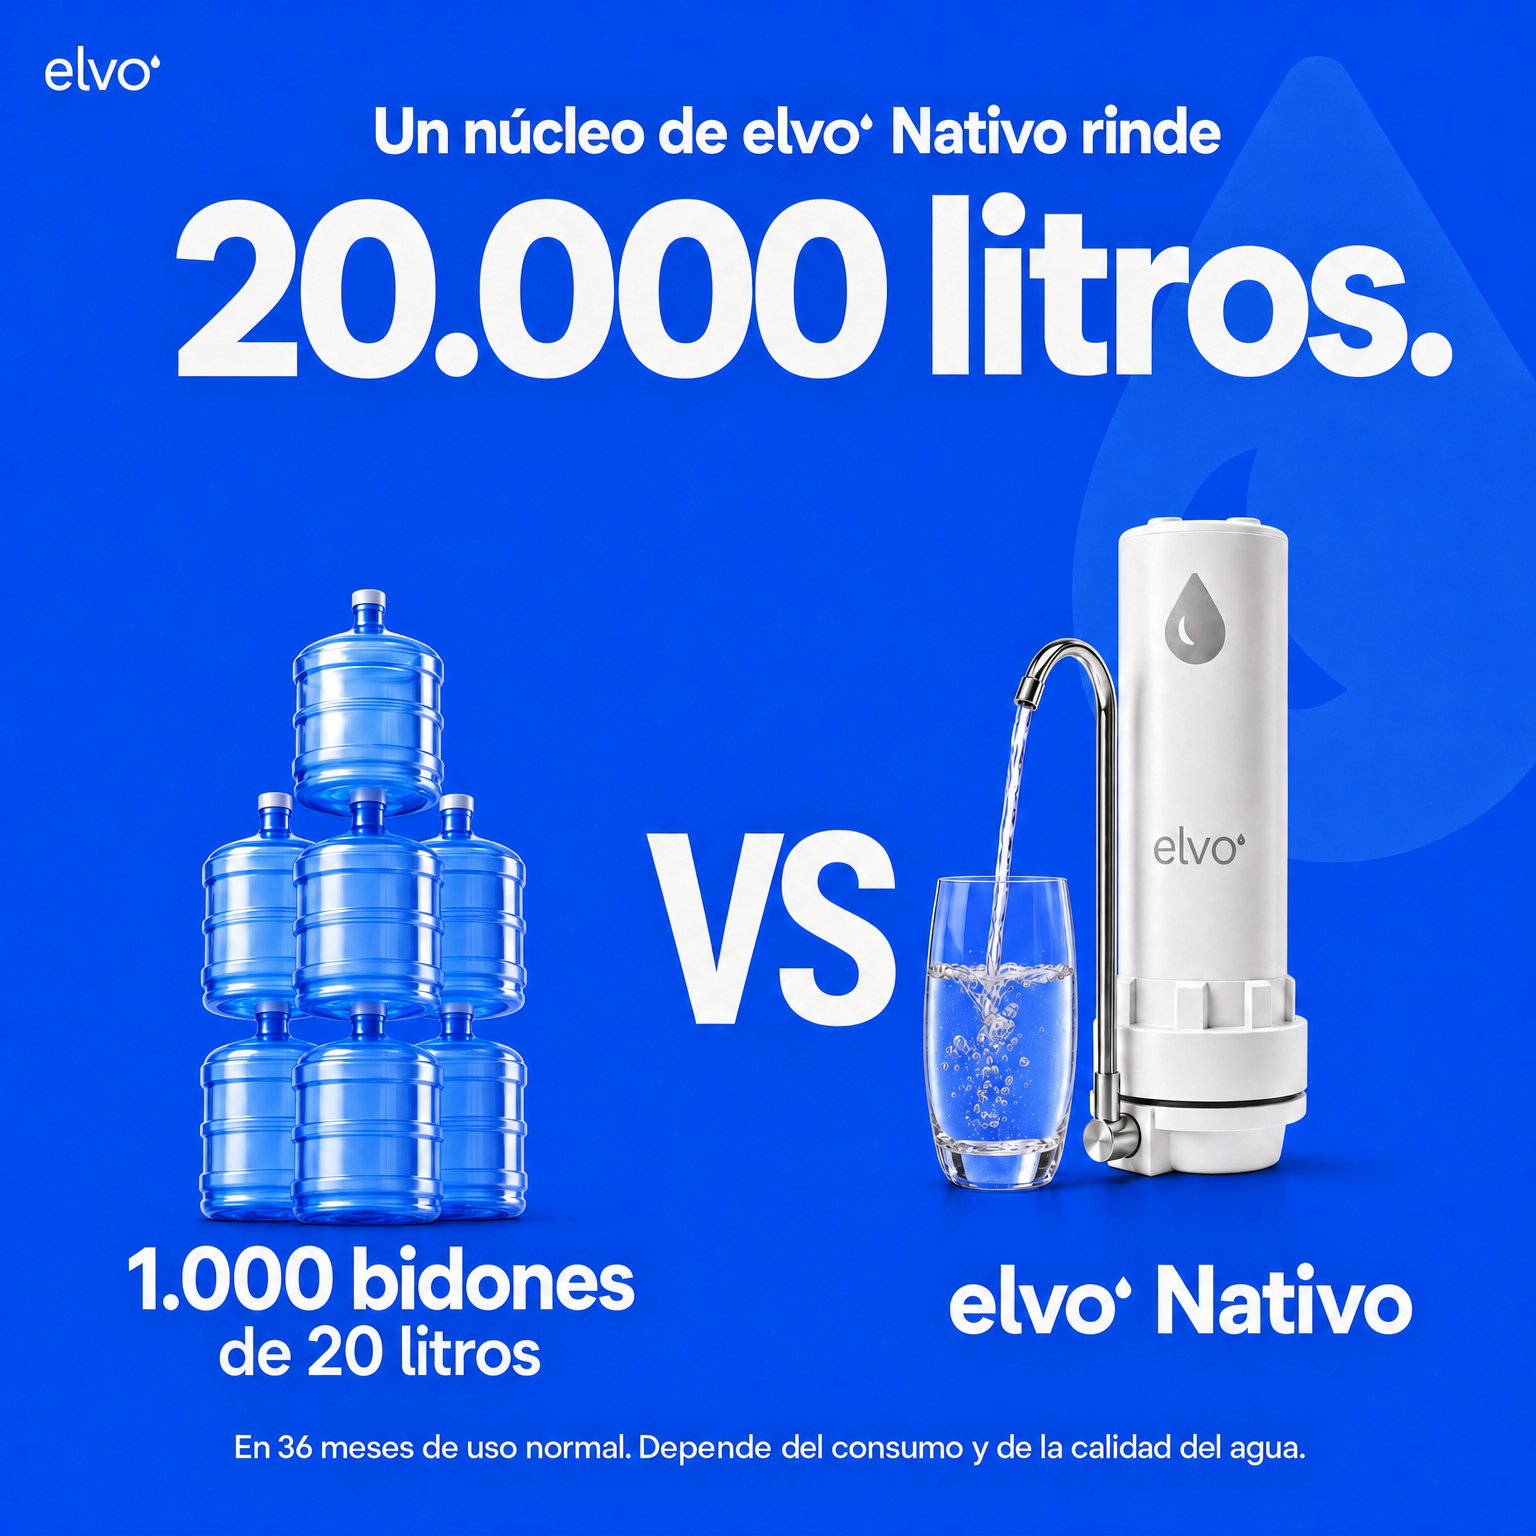 elvo
Un núcleo de elvo Nativo rinde
20.000 litros.
VS
elvo
1.000 bidones
de 20 litros
elvo Nativo
En 36 meses de uso normal. Depende del consumo y de la calidad del agua.